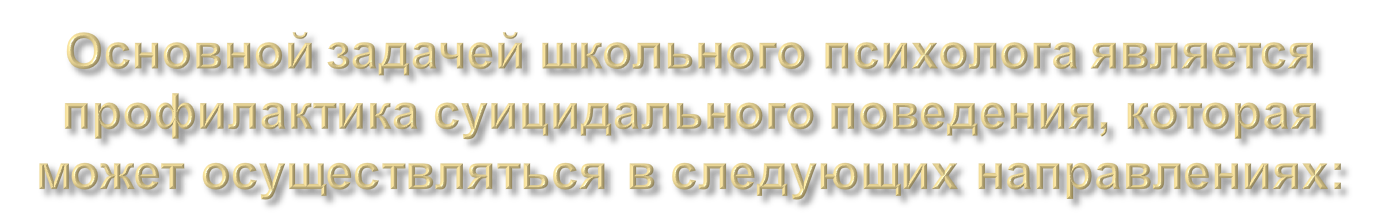 Основной задачей школьного психолога является
профилактика суицидального поведения, которая
может осуществляться в следующих направлениях: